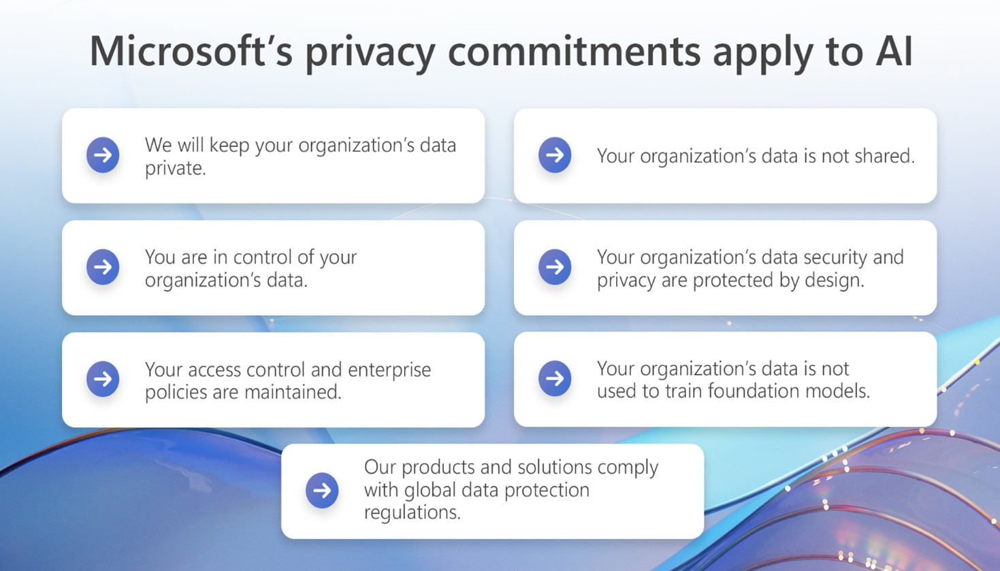 Microsoft’s privacy commitments apply to AI
We will keep your organization’s data
private.
Your organization’s data is not shared.
You are in control of your
organization’s data.
Your organization’s data security and
privacy are protected by design.
Your access control and enterprise
policies are maintained.
Your organization’s data is not
used to train foundation models.
Our products and solutions comply
with global data protection
regulations.